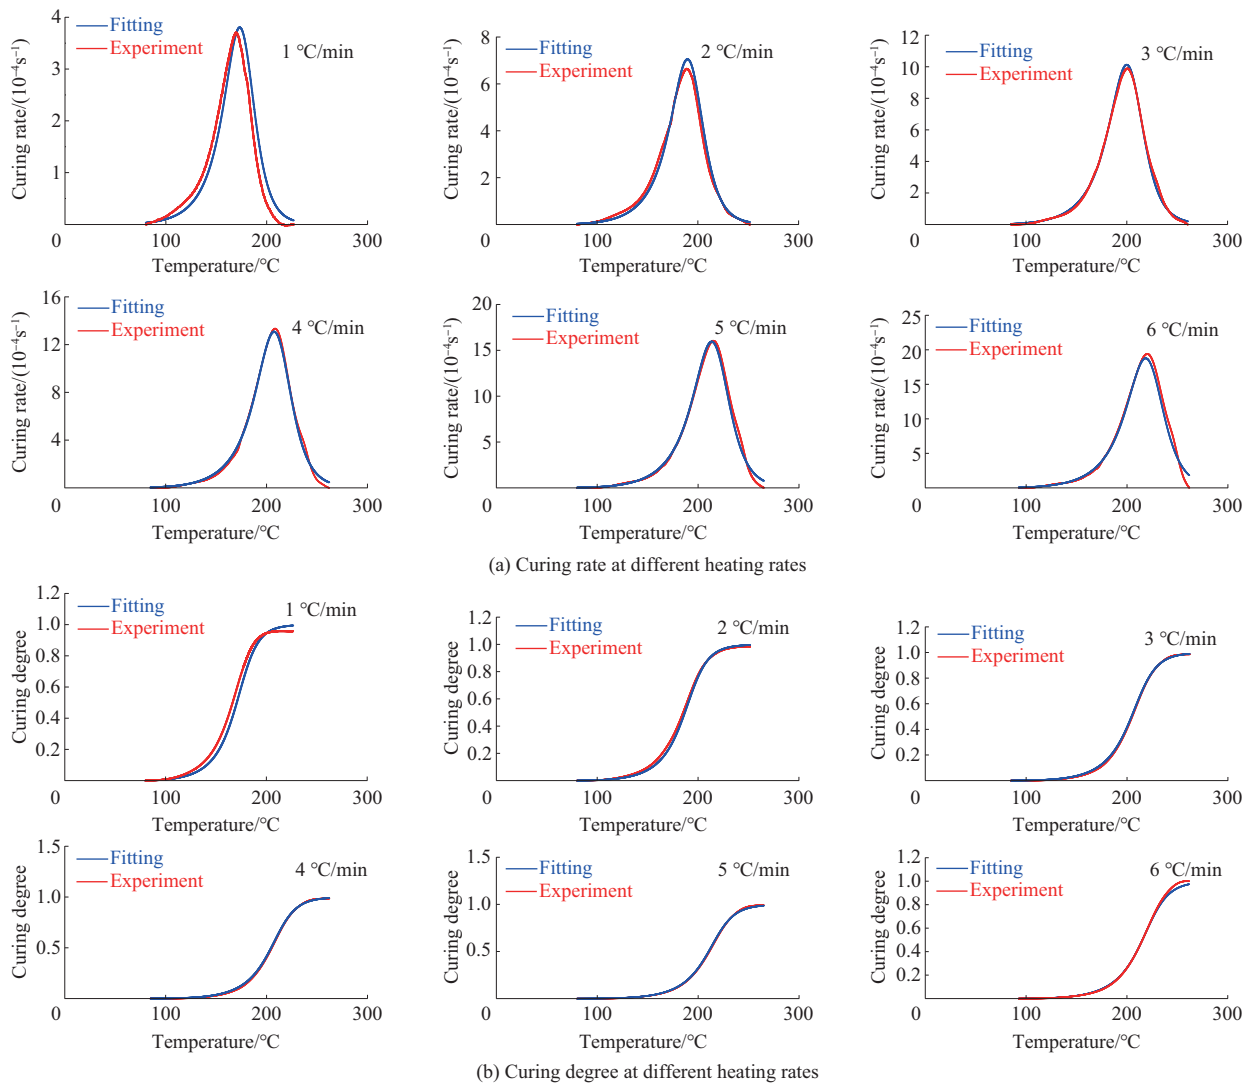 Fitting
Experiment
1 °C/min
Curing rate/(10⁻⁴s⁻¹)
4
3
2
1
0
100
200
300
Temperature/°C
Fitting
Experiment
2 °C/min
Curing rate/(10⁻⁴s⁻¹)
8
6
4
2
0
100
200
300
Temperature/°C
Fitting
Experiment
3 °C/min
Curing rate/(10⁻⁴s⁻¹)
12
10
8
6
4
2
0
100
200
300
Temperature/°C
Fitting
Experiment
4 °C/min
Curing rate/(10⁻⁴s⁻¹)
16
12
8
4
0
100
200
300
Temperature/°C
Fitting
Experiment
5 °C/min
Curing rate/(10⁻⁴s⁻¹)
20
15
10
5
0
100
200
300
Temperature/°C
Fitting
Experiment
6 °C/min
Curing rate/(10⁻⁴s⁻¹)
25
20
15
10
5
0
100
200
300
Temperature/°C
(a) Curing rate at different heating rates
Fitting
Experiment
1 °C/min
Curing degree
1.2
1.0
0.8
0.6
0.4
0.2
0
100
200
300
Temperature/°C
Fitting
Experiment
2 °C/min
Curing degree
1.2
1.0
0.8
0.6
0.4
0.2
0
100
200
300
Temperature/°C
Fitting
Experiment
3 °C/min
Curing degree
1.2
1.0
0.8
0.6
0.4
0.2
0
100
200
300
Temperature/°C
Fitting
Experiment
4 °C/min
Curing degree
1.5
1.0
0.5
0
100
200
300
Temperature/°C
Fitting
Experiment
5 °C/min
Curing degree
1.5
1.0
0.5
0
100
200
300
Temperature/°C
Fitting
Experiment
6 °C/min
Curing degree
1.2
1.0
0.8
0.6
0.4
0.2
0
100
200
300
Temperature/°C
(b) Curing degree at different heating rates